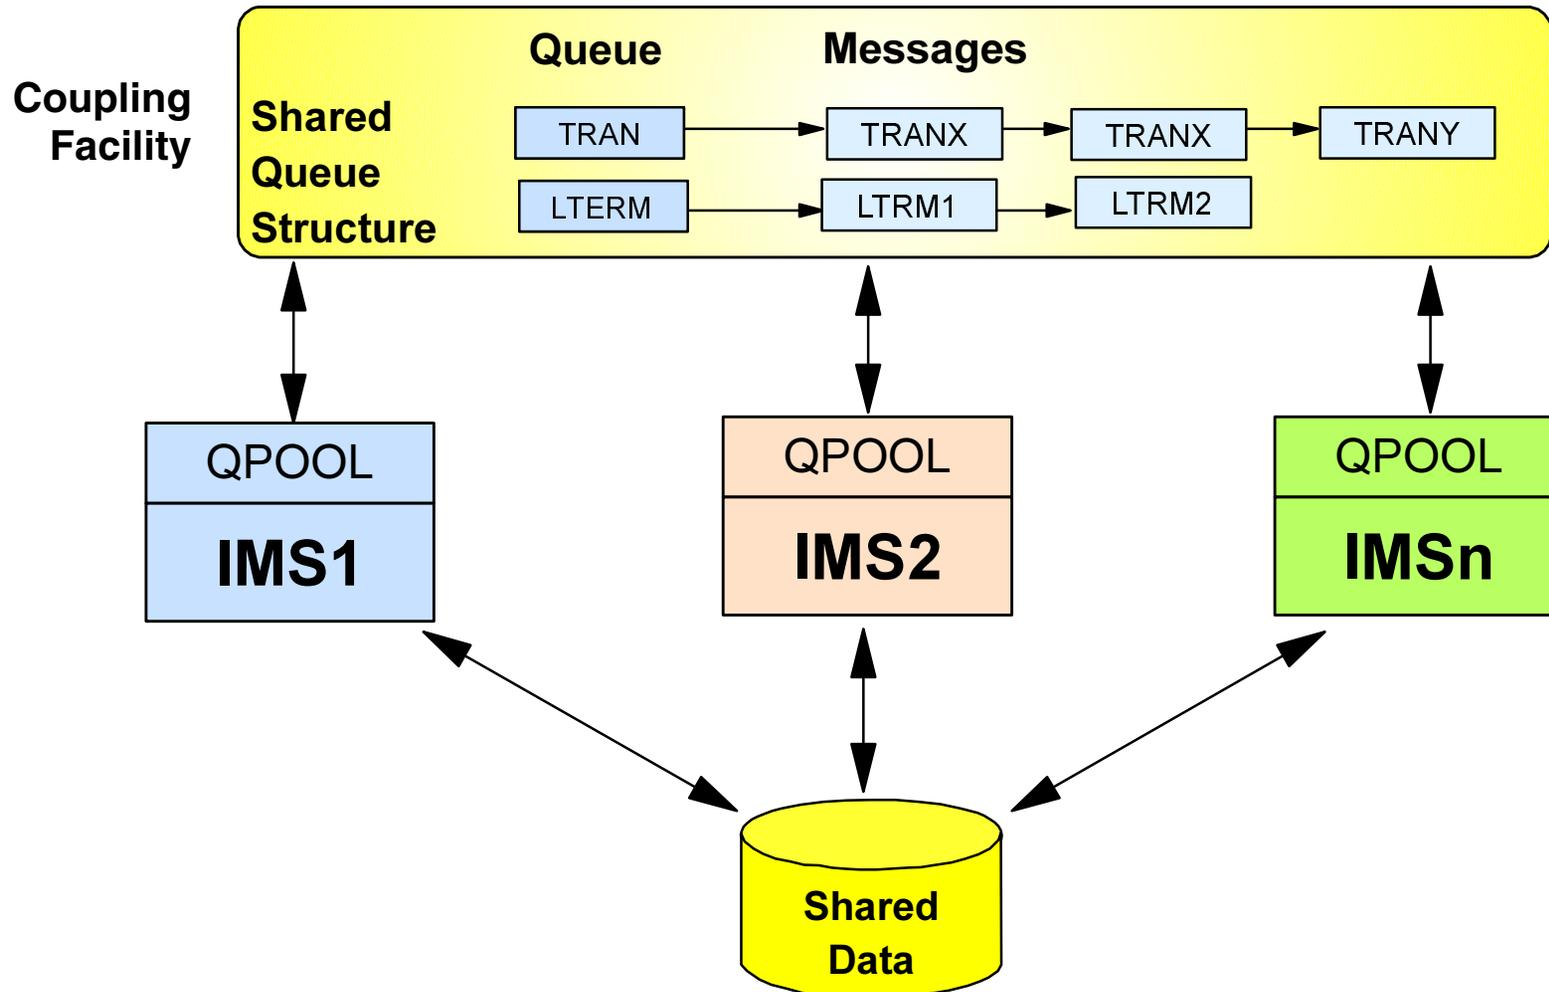 Queue Messages
Coupling
Facility
Shared
Queue
Structure
TRAN TRANX TRANX TRANY
LTERM LTRM1 LTRM2
QPOOL QPOOL QPOOL
IMS1 IMS2 IMSn
Shared
Data